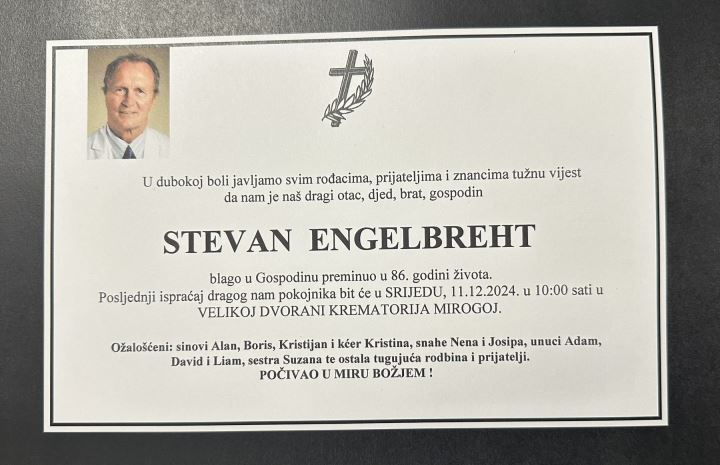 U dubokoj boli javljamo svim rođacima, prijateljima i znancima tužnu vijest
da nam je naš dragi otac, djed, brat, gospodin
STEVAN ENGELBREHT
blago u Gospodinu preminuo u 86. godini života.
Posljednji ispraćaj dragog nam pokojnika bit će u SRIJEDU, 11.12.2024. u 10:00 sati u
VELIKOJ DVORANI KREMATORIJA MIROGOJ.
Ožalošćeni: sinovi Alan, Boris, Kristijan i kćer Kristina, snahe Nena i Josipa, unuci Adam,
David i Liam, sestra Suzana te ostala tugujuća rodbina i prijatelji.
POČIVAO U MIRU BOŽJEM !